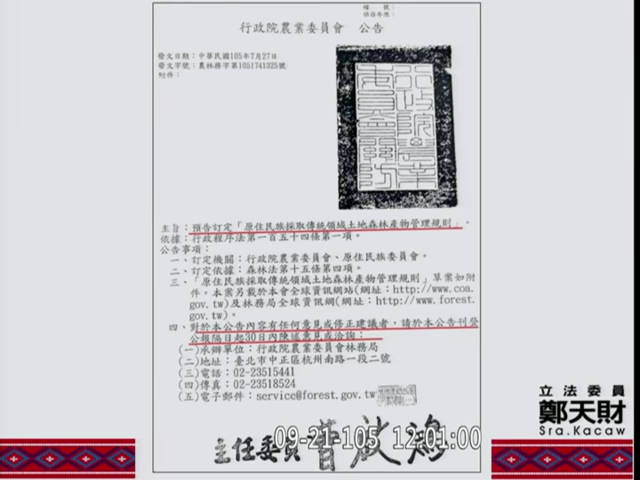 檔　　號：
保存年限：
行政院農業委員會　公告
發文日期：中華民國105年7月27日
發文字號：農林務字第1051741325號
附件：
主旨：預告訂定「原住民族採取傳統領域土地森林產物管理規則」。
依據：行政程序法第一百五十四條第一項。
公告事項：
一、訂定機關：行政院農業委員會、原住民族委員會。
二、訂定依據：森林法第十五條第四項。
三、「原住民族採取傳統領域土地森林產物管理規則」草案如附
件。本案另載於本會全球資訊網站(網址：http://www.coa.
gov.tw)及林務局全球資訊網(網址：http://www.forest.
gov.tw)。
四、對於本公告內容有任何意見或修正建議者，請於本公告刊登
公報隔日起30日內陳述意見或洽詢：
(一)承辦單位：行政院農業委員會林務局
(二)地址：臺北市中正區杭州南路一段二號
(三)電話：02-23515441
(四)傳真：02-23518524
(五)電子郵件：service@forest.gov.tw
主任委員 曹啟鴻
09-21-105 12:01:00
立法委員
鄭天財
Sra.Kacaw